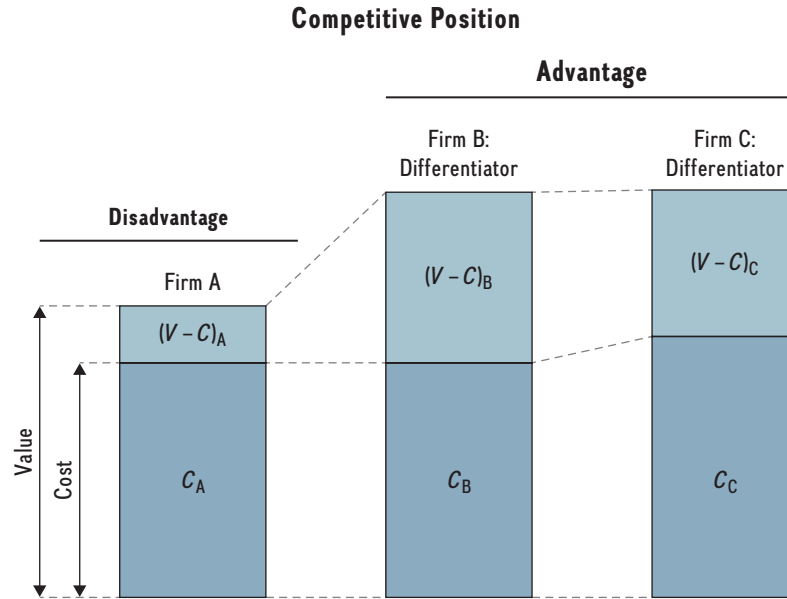 Competitive Position
Advantage
Firm B:
Differentiator
Firm C:
Differentiator
Disadvantage
Firm A
(V – C)A
(V – C)B
(V – C)C
Value
Cost
CA
CB
CC